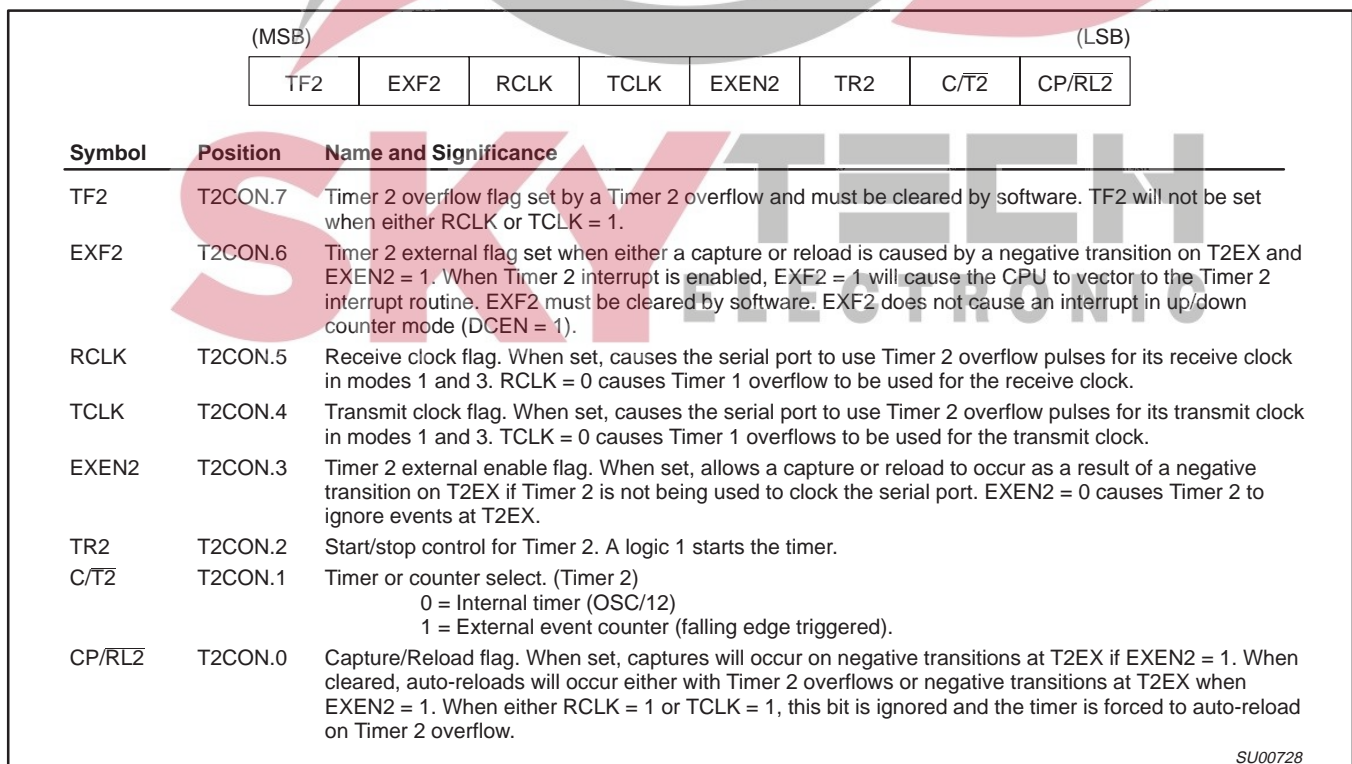 (MSB) (LSB)
TF2 EXF2 RCLK TCLK EXEN2 TR2 C/T2̅ CP/R̅L̅2̅
Symbol Position Name and Significance
TF2 T2CON.7 Timer 2 overflow flag set by a Timer 2 overflow and must be cleared by software. TF2 will not be set
when either RCLK or TCLK = 1.
EXF2 T2CON.6 Timer 2 external flag set when either a capture or reload is caused by a negative transition on T2EX and
EXEN2 = 1. When Timer 2 interrupt is enabled, EXF2 = 1 will cause the CPU to vector to the Timer 2
interrupt routine. EXF2 must be cleared by software. EXF2 does not cause an interrupt in up/down
counter mode (DCEN = 1).
RCLK T2CON.5 Receive clock flag. When set, causes the serial port to use Timer 2 overflow pulses for its receive clock
in modes 1 and 3. RCLK = 0 causes Timer 1 overflow to be used for the receive clock.
TCLK T2CON.4 Transmit clock flag. When set, causes the serial port to use Timer 2 overflow pulses for its transmit clock
in modes 1 and 3. TCLK = 0 causes Timer 1 overflows to be used for the transmit clock.
EXEN2 T2CON.3 Timer 2 external enable flag. When set, allows a capture or reload to occur as a result of a negative
transition on T2EX if Timer 2 is not being used to clock the serial port. EXEN2 = 0 causes Timer 2 to
ignore events at T2EX.
TR2 T2CON.2 Start/stop control for Timer 2. A logic 1 starts the timer.
C/T̅2̅ T2CON.1 Timer or counter select. (Timer 2)
0 = Internal timer (OSC/12)
1 = External event counter (falling edge triggered).
CP/R̅L̅2̅ T2CON.0 Capture/Reload flag. When set, captures will occur on negative transitions at T2EX if EXEN2 = 1. When
cleared, auto-reloads will occur either with Timer 2 overflows or negative transitions at T2EX when
EXEN2 = 1. When either RCLK = 1 or TCLK = 1, this bit is ignored and the timer is forced to auto-reload
on Timer 2 overflow.
SU00728
SKYTECH
ELECTRONIC